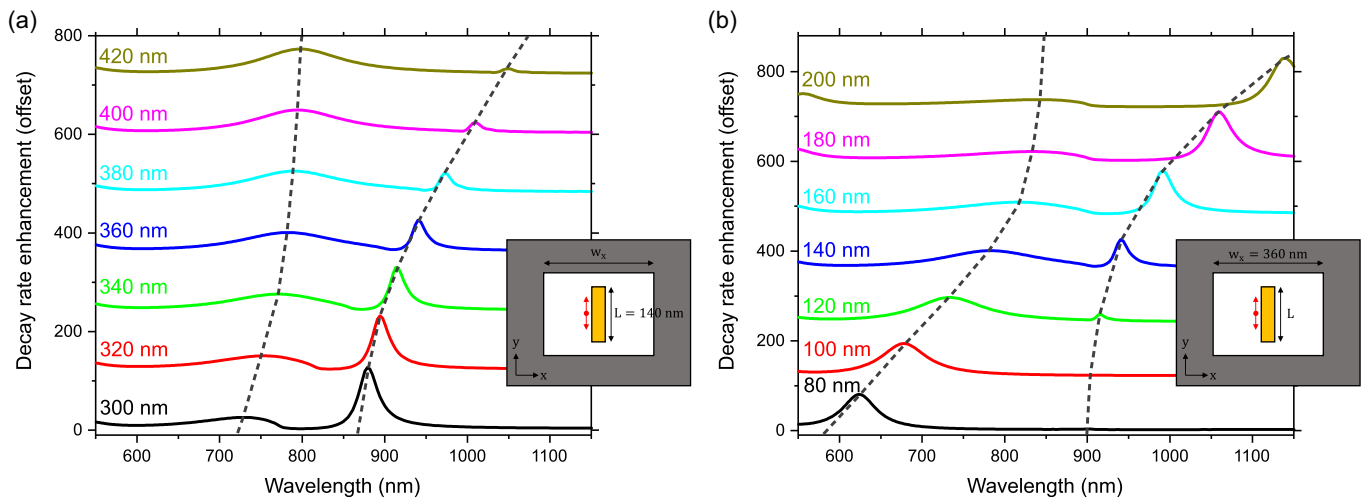 (a)
Decay rate enhancement (offset)
800
600
400
200
0
420 nm
400 nm
380 nm
360 nm
340 nm
320 nm
300 nm
wx
L = 140 nm
y
x
600 700 800 900 1000 1100
Wavelength (nm)
(b)
Decay rate enhancement (offset)
800
600
400
200
0
200 nm
180 nm
160 nm
140 nm
120 nm
100 nm
80 nm
wx = 360 nm
L
y
x
600 700 800 900 1000 1100
Wavelength (nm)